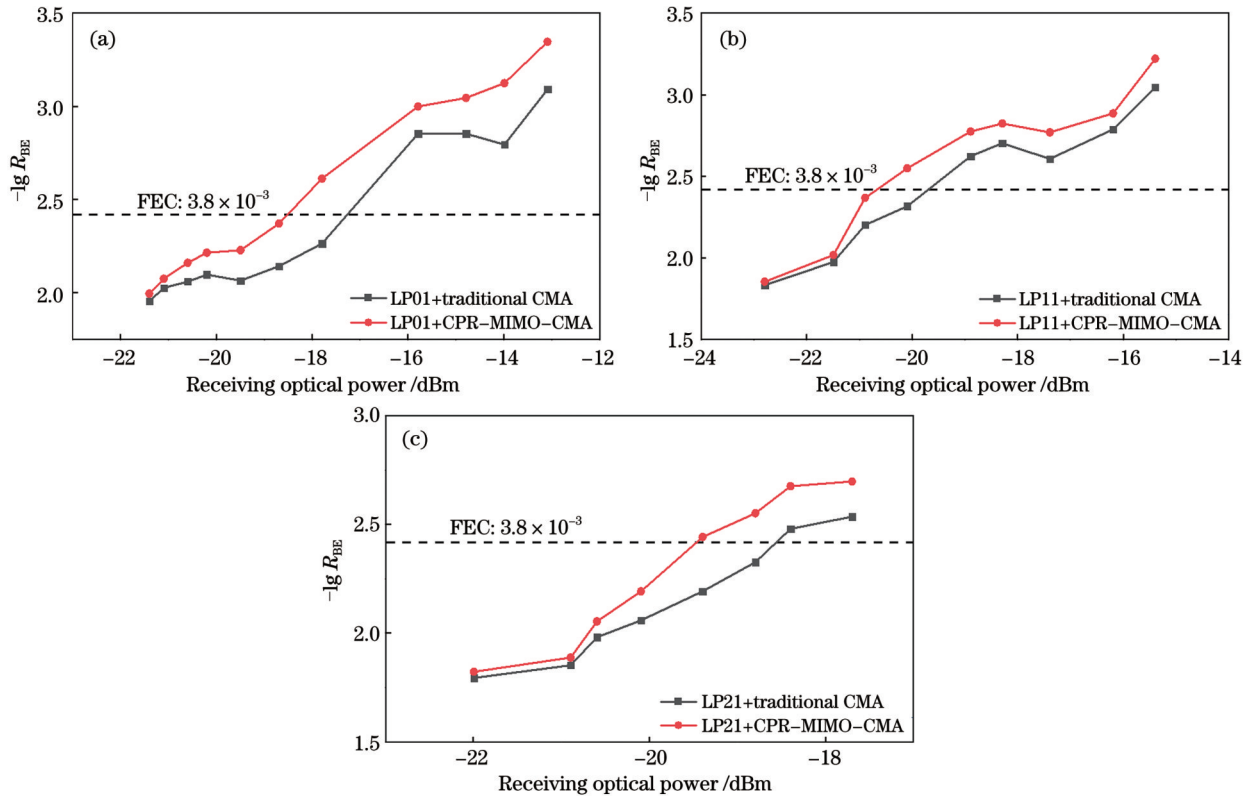 (a)
3.5
3.0
2.5
2.0
−lg R_BE
FEC: 3.8 × 10⁻³
LP01+traditional CMA
LP01+CPR−MIMO−CMA
−22 −20 −18 −16 −14 −12
Receiving optical power /dBm
(b)
3.5
3.0
2.5
2.0
1.5
−lg R_BE
FEC: 3.8 × 10⁻³
LP11+traditional CMA
LP11+CPR−MIMO−CMA
−24 −22 −20 −18 −16 −14
Receiving optical power /dBm
(c)
3.0
2.5
2.0
1.5
−lg R_BE
FEC: 3.8 × 10⁻³
LP21+traditional CMA
LP21+CPR−MIMO−CMA
−22 −20 −18
Receiving optical power /dBm